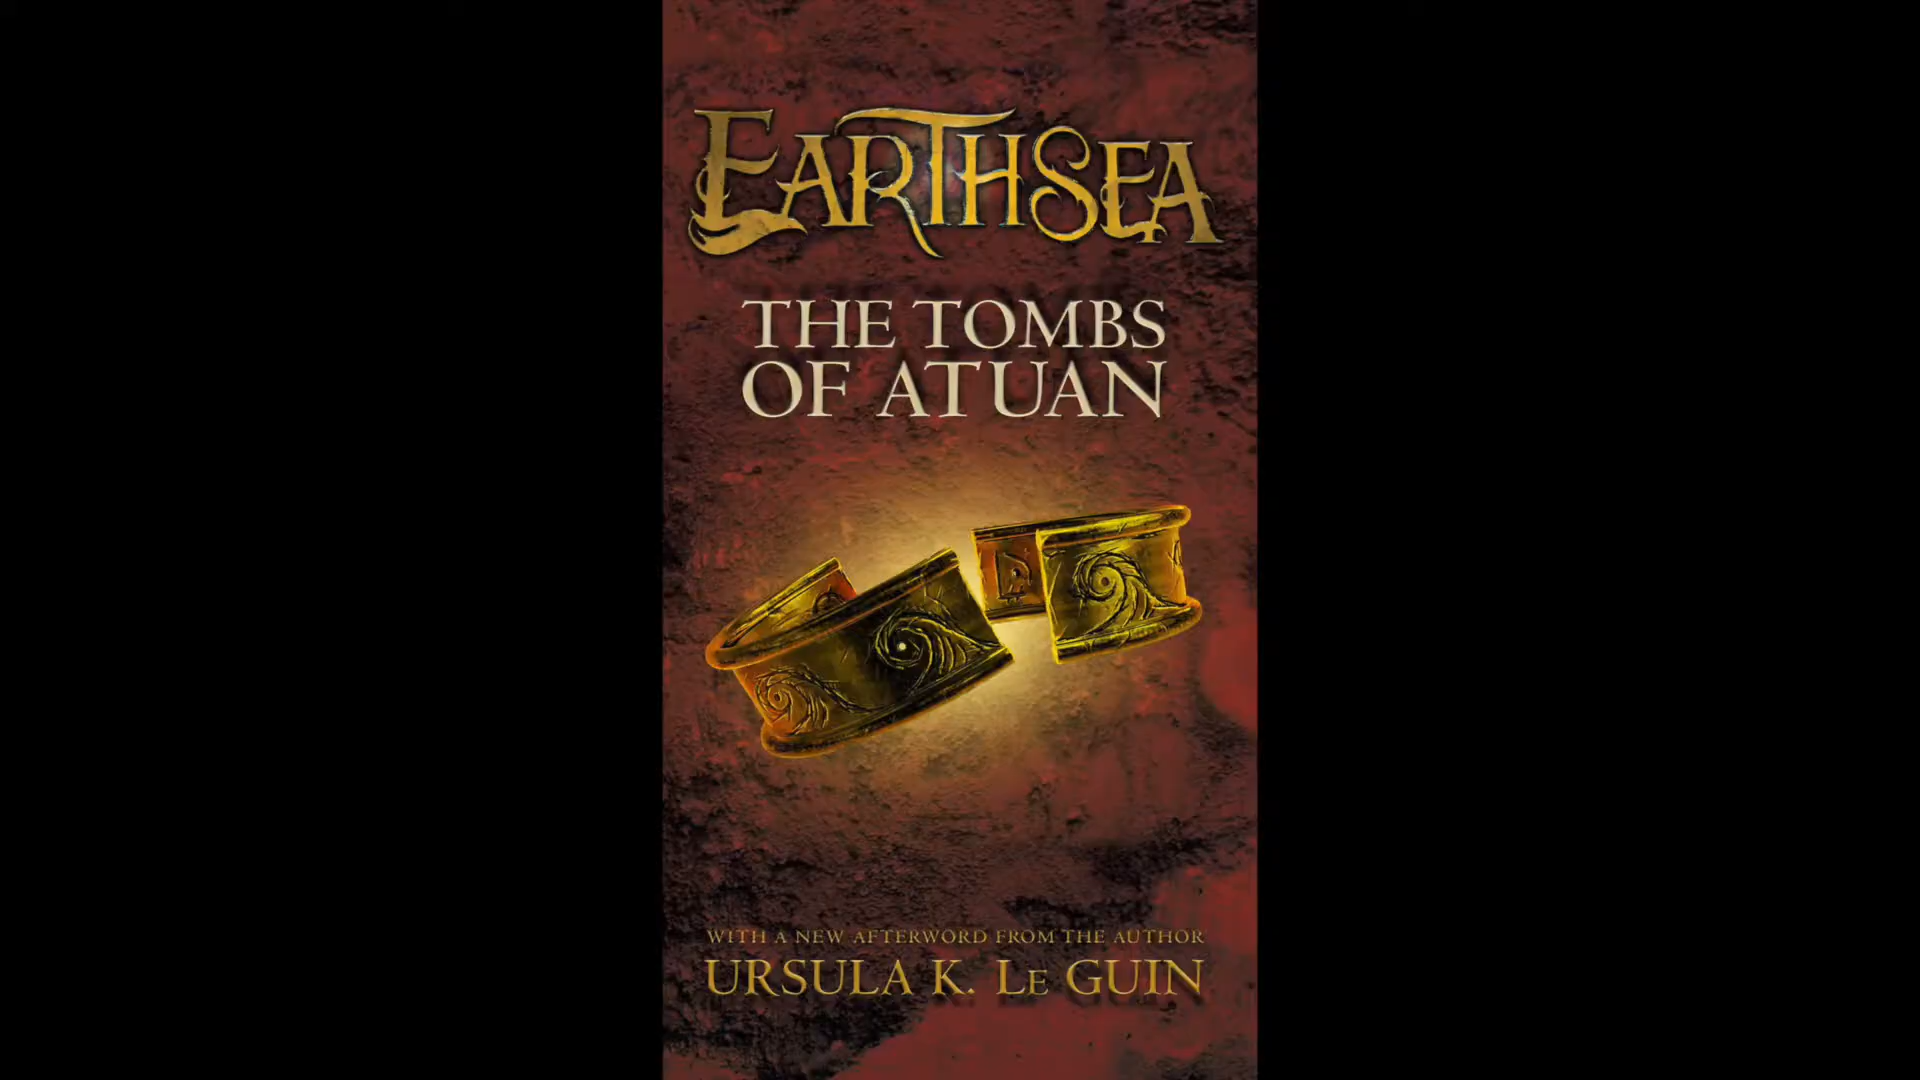 EARTHSEA
THE TOMBS
OF ATUAN
WITH A NEW AFTERWORD FROM THE AUTHOR
URSULA K. LE GUIN